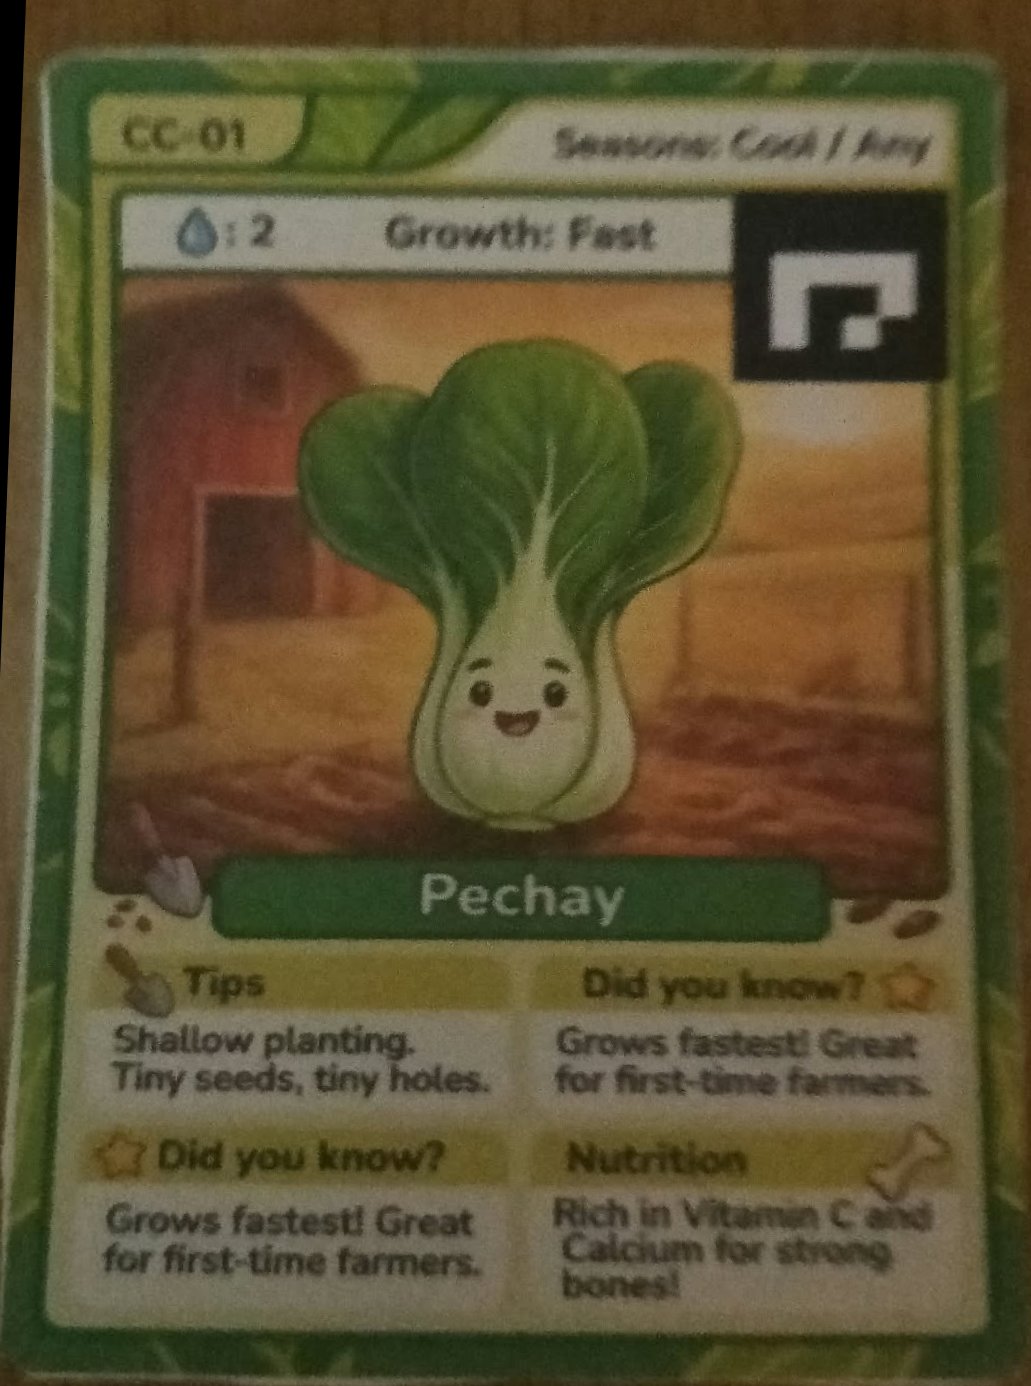 CC-01
Seasons: Cool / Any
: 2
Growth: Fast
Pechay
Tips
Shallow planting.
Tiny seeds, tiny holes.
Did you know?
Grows fastest! Great
for first-time farmers.
Did you know?
Grows fastest! Great
for first-time farmers.
Nutrition
Rich in Vitamin C and
Calcium for strong
bones!